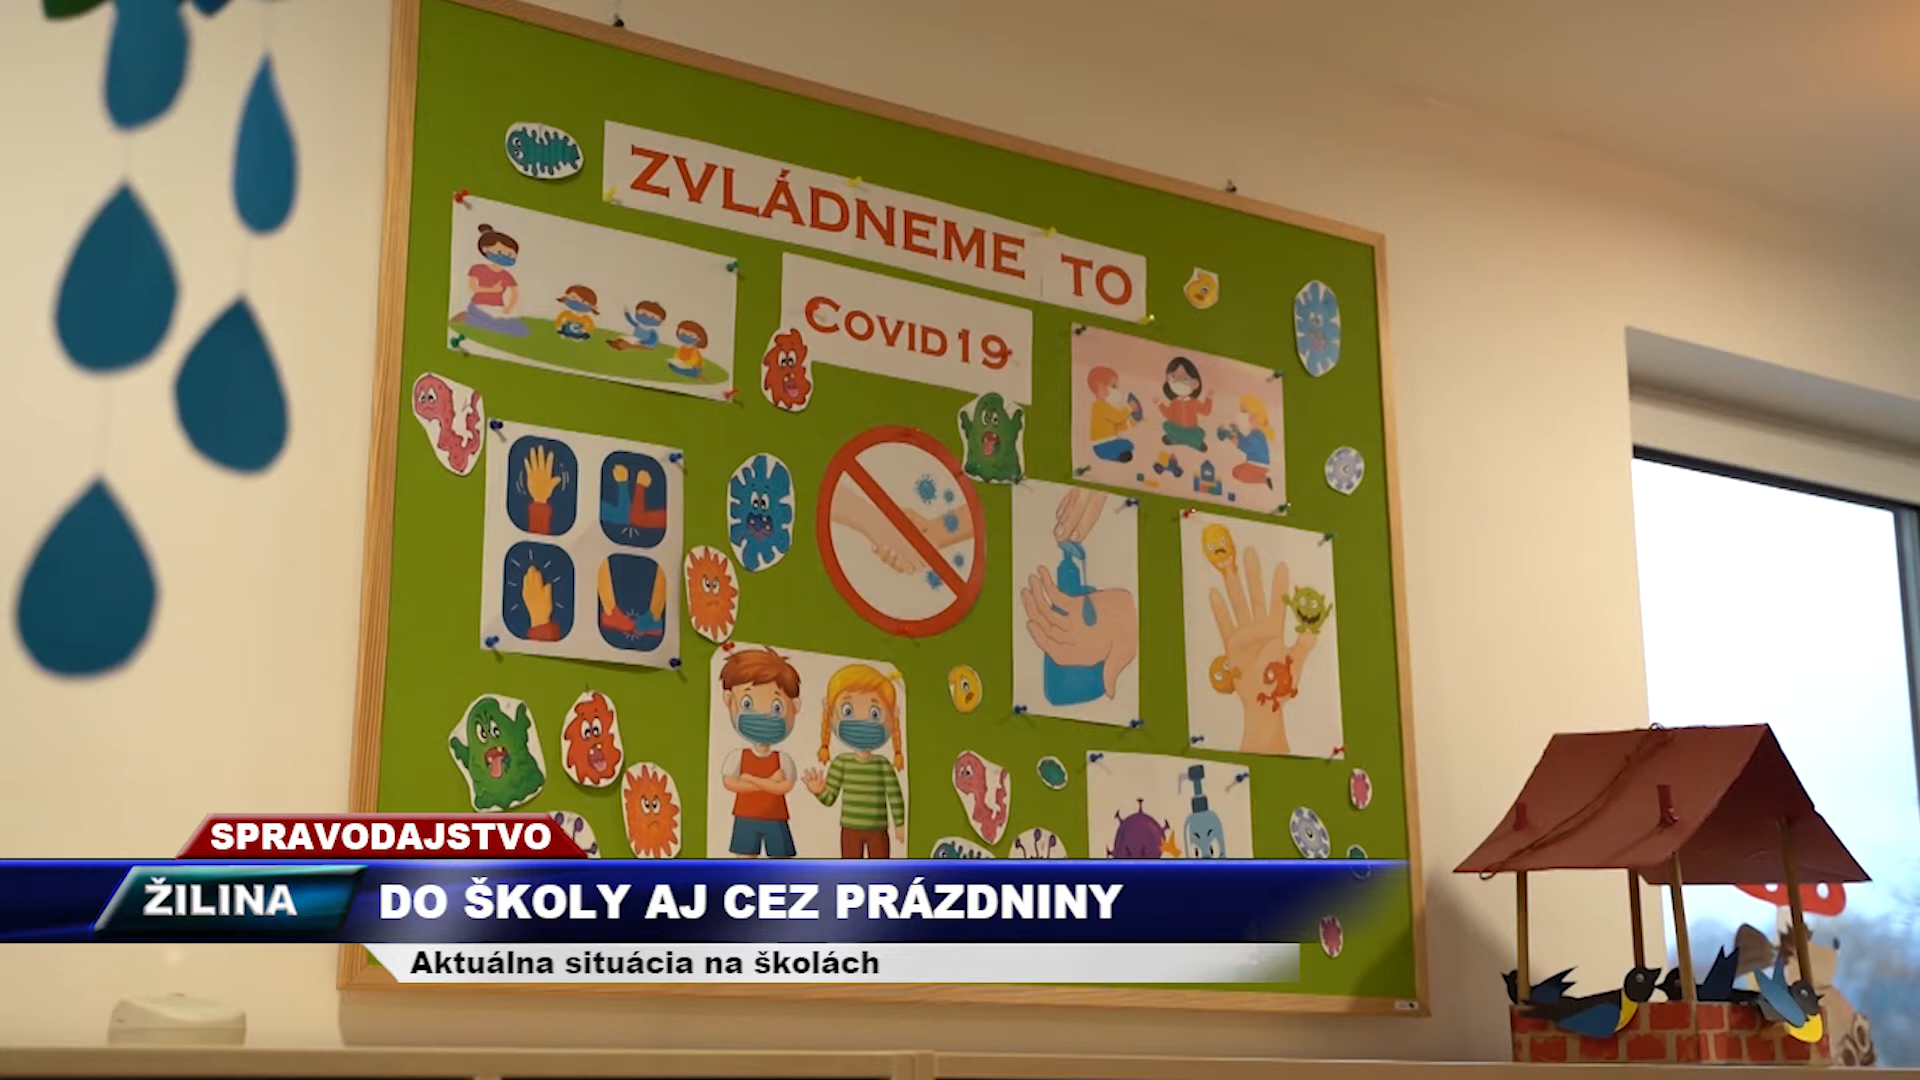 ZVLÁDNEME TO
COVID19
SPRAVODAJSTVO
ŽILINA
DO ŠKOLY AJ CEZ PRÁZDNINY
Aktuálna situácia na školách